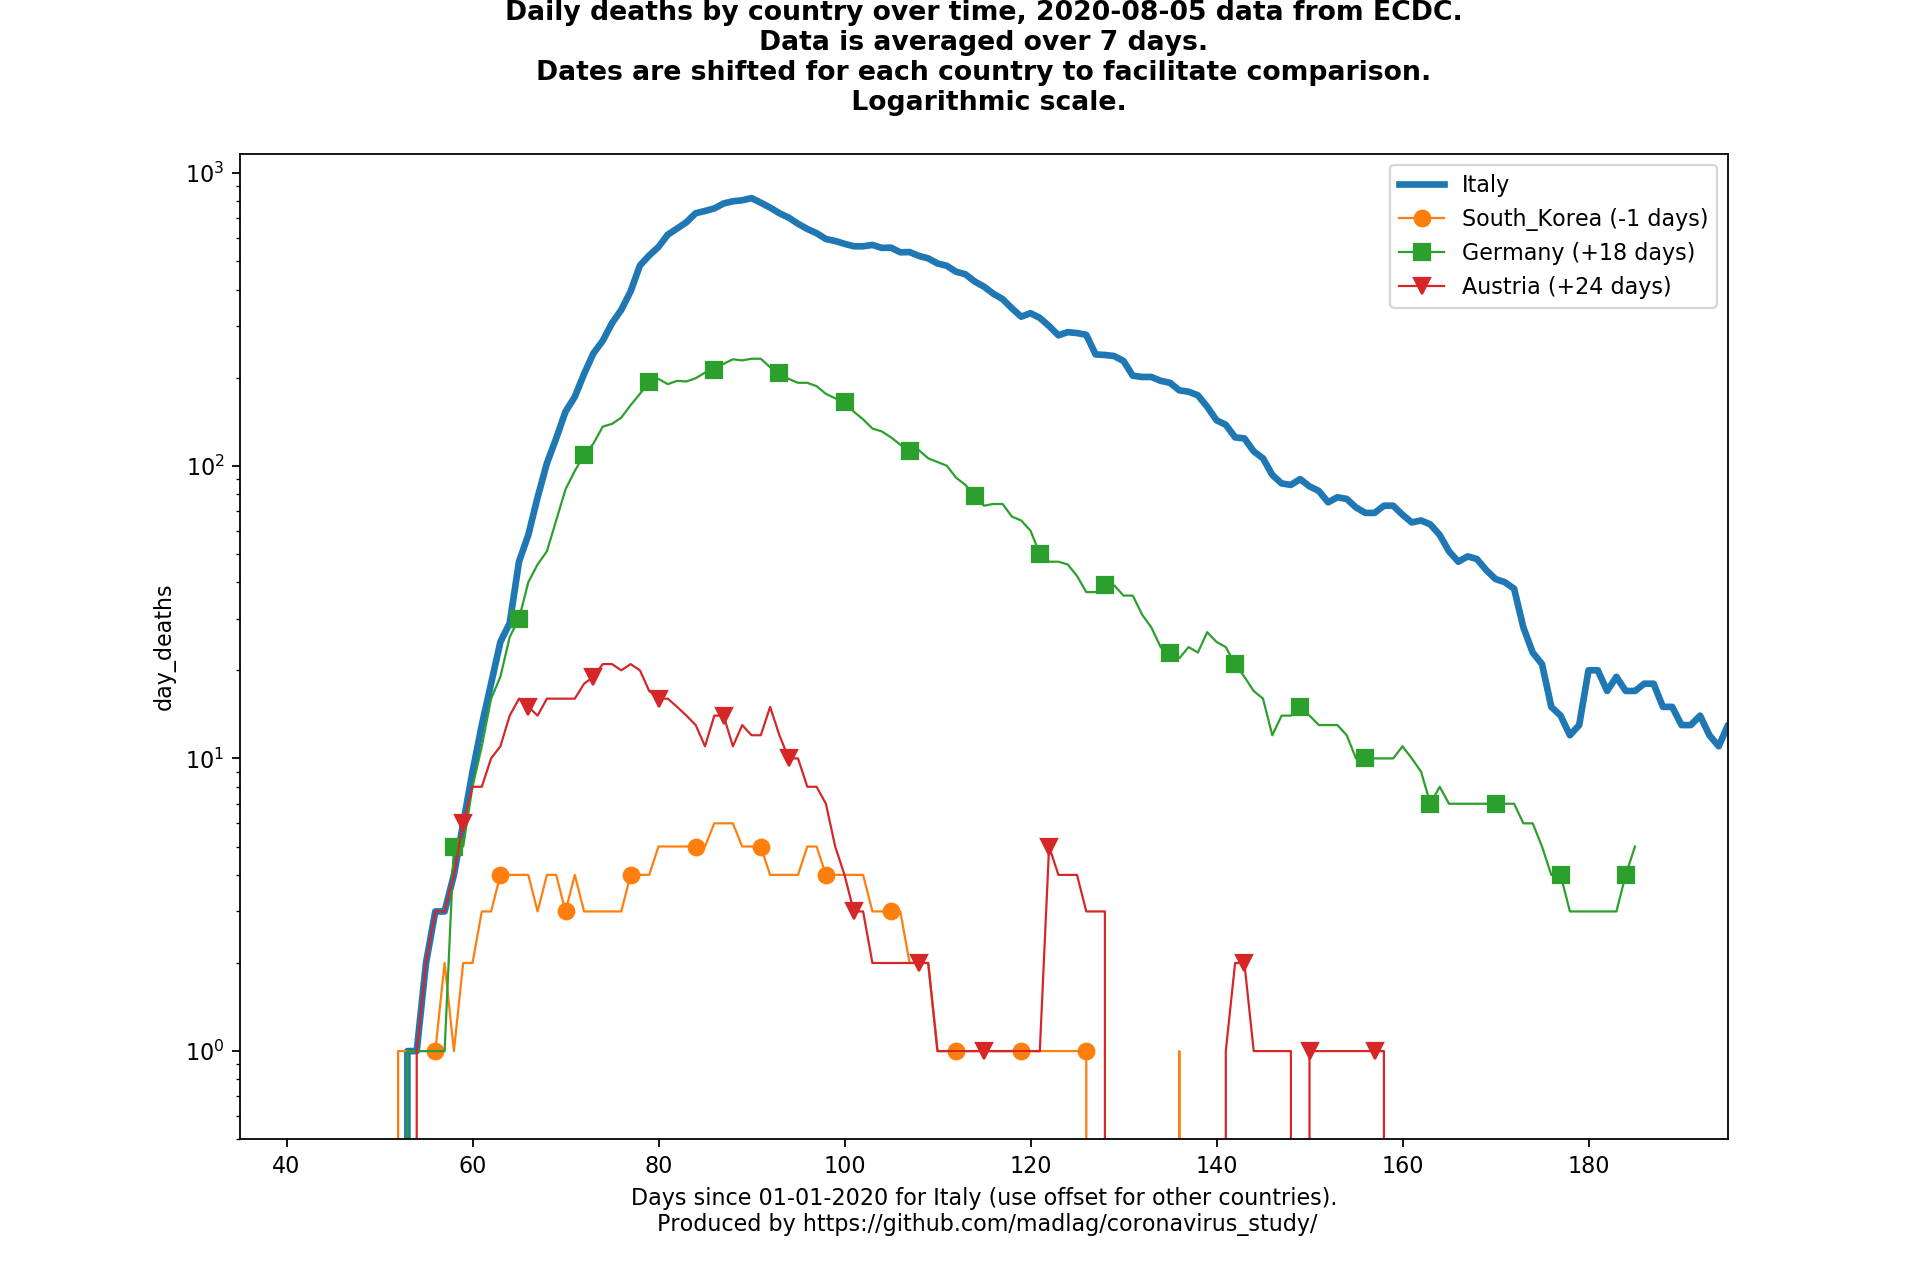 Daily deaths by country over time, 2020-08-05 data from ECDC.
Data is averaged over 7 days.
Dates are shifted for each country to facilitate comparison.
Logarithmic scale.
Italy
South_Korea (-1 days)
Germany (+18 days)
Austria (+24 days)
10³
10²
10¹
10⁰
day_deaths
40 60 80 100 120 140 160 180
Days since 01-01-2020 for Italy (use offset for other countries).
Produced by https://github.com/madlag/coronavirus_study/